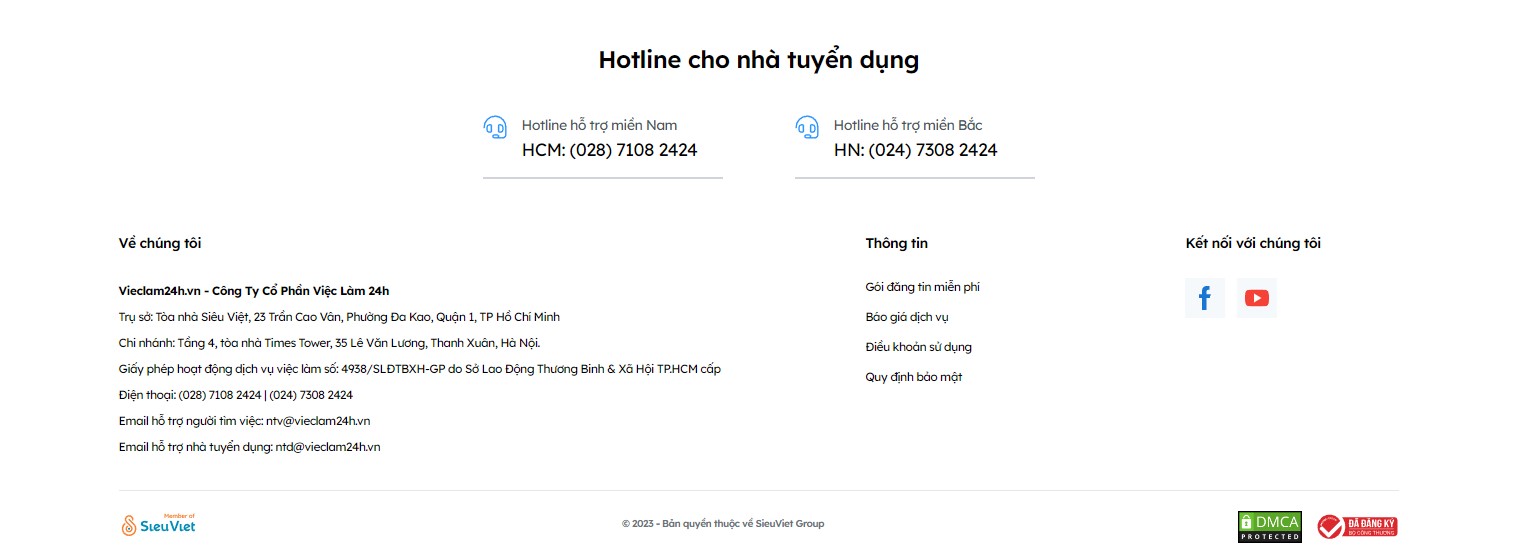 Hotline cho nhà tuyển dụng
Hotline hỗ trợ miền Nam
HCM: (028) 7108 2424
Hotline hỗ trợ miền Bắc
HN: (024) 7308 2424
Về chúng tôi
Vieclam24h.vn - Công Ty Cổ Phần Việc Làm 24h
Trụ sở: Tòa nhà Siêu Việt, 23 Trần Cao Vân, Phường Đa Kao, Quận 1, TP Hồ Chí Minh
Chi nhánh: Tầng 4, tòa nhà Times Tower, 35 Lê Văn Lương, Thanh Xuân, Hà Nội.
Giấy phép hoạt động dịch vụ việc làm số: 4938/SLĐTBXH-GP do Sở Lao Động Thương Binh & Xã Hội TP.HCM cấp
Điện thoại: (028) 7108 2424 | (024) 7308 2424
Email hỗ trợ người tìm việc: ntv@vieclam24h.vn
Email hỗ trợ nhà tuyển dụng: ntd@vieclam24h.vn
Thông tin
Gói đăng tin miễn phí
Báo giá dịch vụ
Điều khoản sử dụng
Quy định bảo mật
Kết nối với chúng tôi
Member of
SieuViet
© 2023 - Bản quyền thuộc về SieuViet Group
DMCA
PROTECTED
ĐÃ ĐĂNG KÝ
BỘ CÔNG THƯƠNG